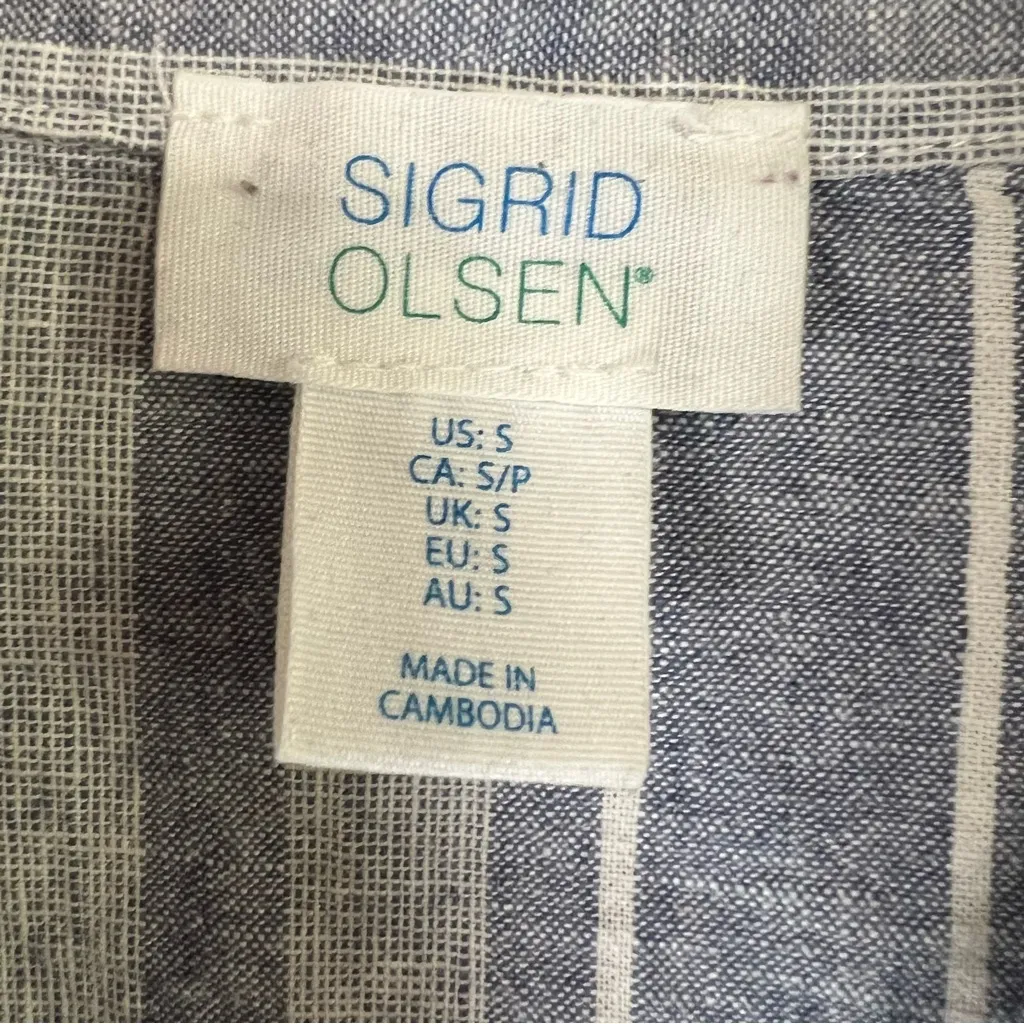 SIGRID
OLSEN®
US: S
CA: S/P
UK: S
EU: S
AU: S
MADE IN
CAMBODIA